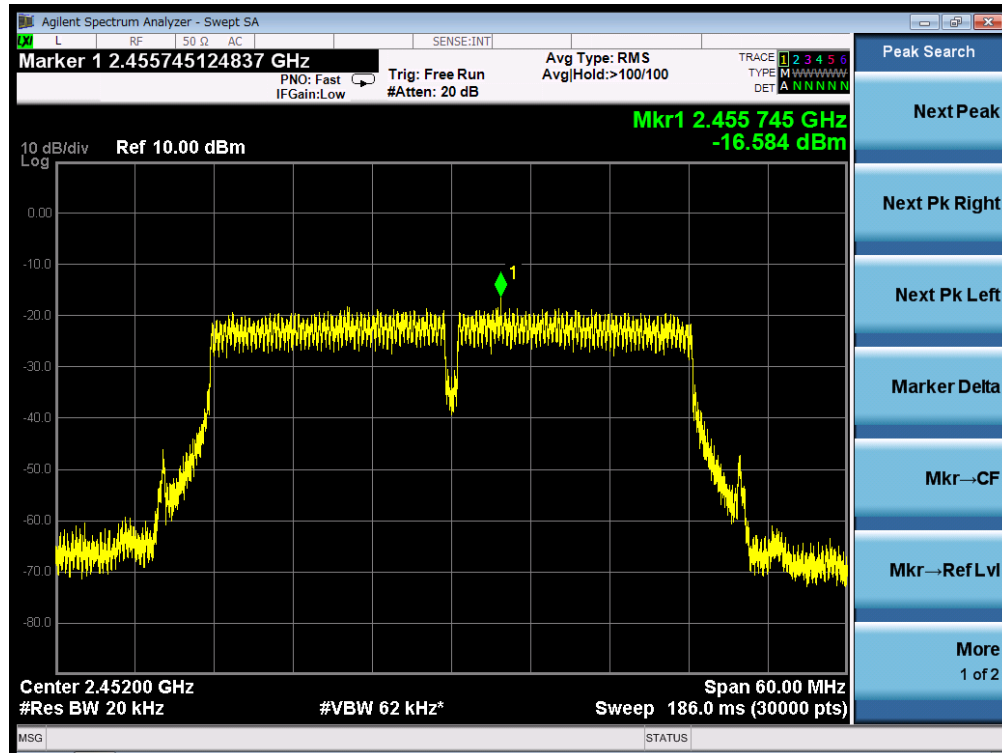 Agilent Spectrum Analyzer - Swept SA
LXI L RF 50 Ω AC SENSE:INT
Marker 1 2.455745124837 GHz
PNO: Fast
IFGain:Low
Trig: Free Run
#Atten: 20 dB
Avg Type: RMS
Avg|Hold:>100/100
TRACE 1 2 3 4 5 6
TYPE M WWWWW
DET A N N N N N
Mkr1 2.455 745 GHz
-16.584 dBm
10 dB/div Ref 10.00 dBm
Log
1
0.00
-10.0
-20.0
-30.0
-40.0
-50.0
-60.0
-70.0
-80.0
Center 2.45200 GHz Span 60.00 MHz
#Res BW 20 kHz #VBW 62 kHz* Sweep 186.0 ms (30000 pts)
MSG STATUS
Peak Search
Next Peak
Next Pk Right
Next Pk Left
Marker Delta
Mkr→CF
Mkr→Ref Lvl
More
1 of 2